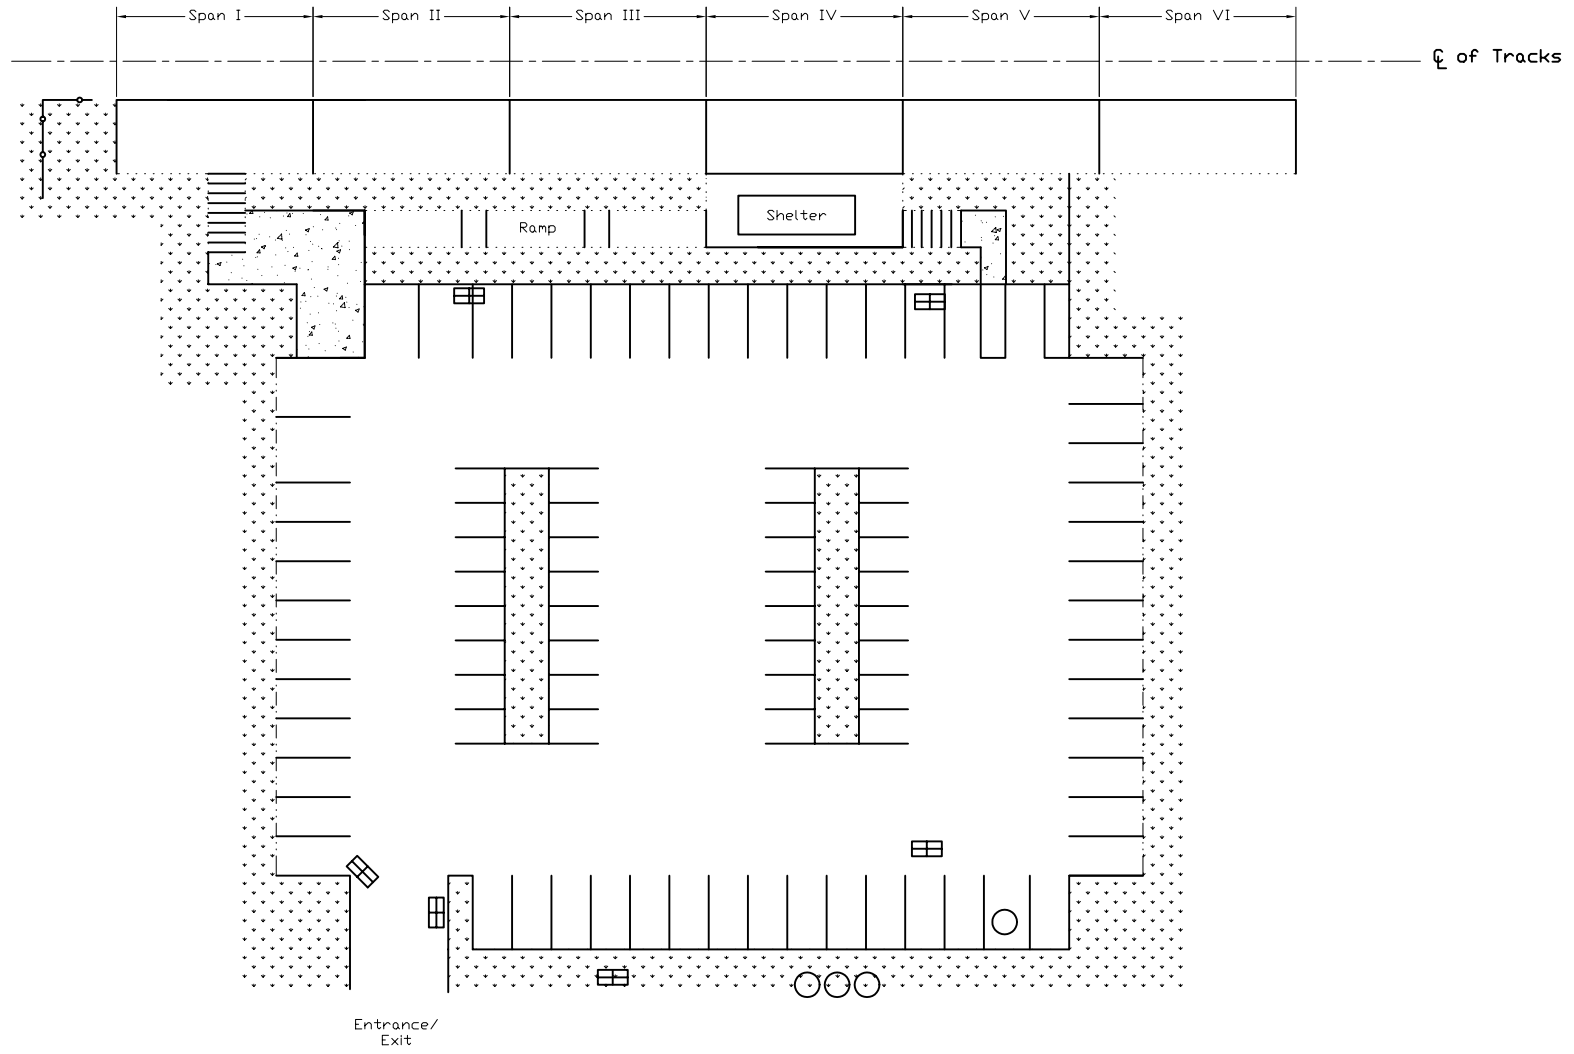 Span I
Span II
Span III
Span IV
Span V
Span VI
℄ of Tracks
Shelter
Ramp
Entrance/
Exit